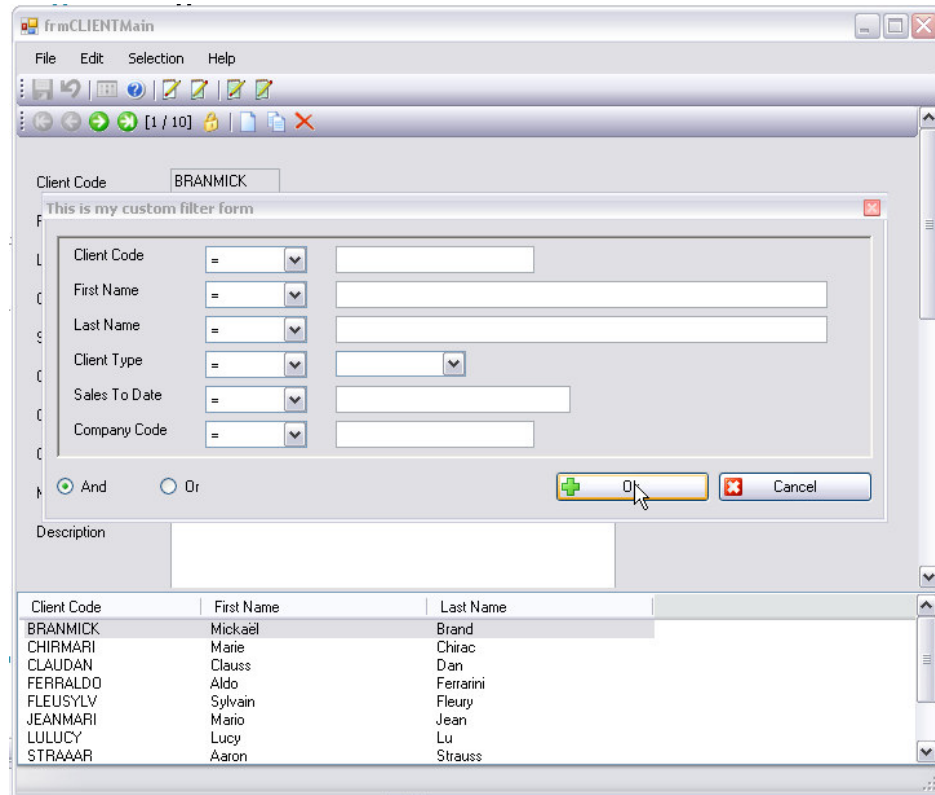 frmCLIENTMain
File Edit Selection Help
[1 / 10]
Client Code BRANMICK
This is my custom filter form
Client Code =
First Name =
Last Name =
Client Type =
Sales To Date =
Company Code =
And Or Cancel
Description
Client Code First Name Last Name
BRANMICK Mickaël Brand
CHIRMARI Marie Chirac
CLAUDAN Clauss Dan
FERRALDO Aldo Ferrarini
FLEUSYLV Sylvain Fleury
JEANMARI Mario Jean
LULUCY Lucy Lu
STRAAAR Aaron Strauss